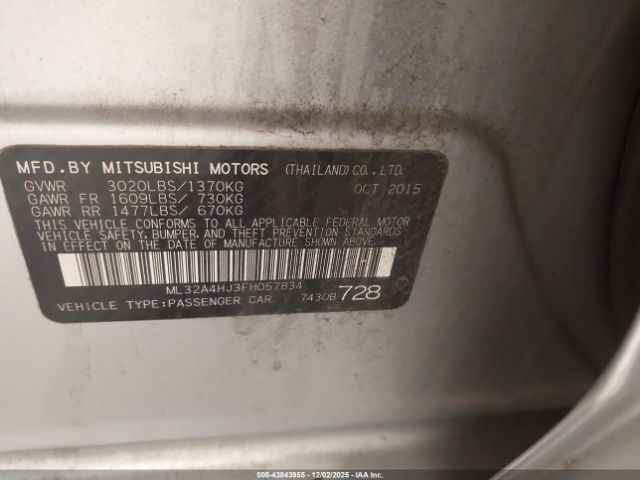 MFD.BY MITSUBISHI MOTORS (THAILAND)CO.,LTD.
GVWR 3020LBS/1370KG OCT 2015
GAWR FR 1609LBS/ 730KG
GAWR RR 1477LBS/ 670KG
THIS VEHICLE CONFORMS TO ALL APPLICABLE FEDERAL MOTOR
VEHICLE SAFETY, BUMPER, AND THEFT PREVENTION STANDARDS
IN EFFECT ON THE DATE OF MANUFACTURE SHOWN ABOVE.
ML32A4HJ3FH057834
VEHICLE TYPE:PASSENGER CAR 7430B 728
000-43843955 - 12/02/2025 - IAAI.COM